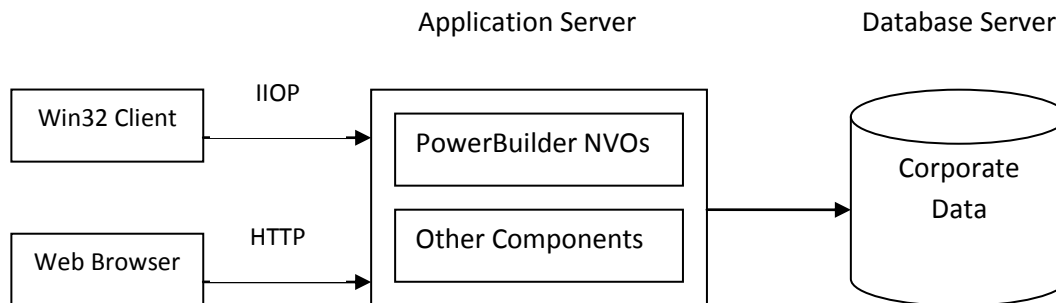 Application Server
Database Server
IIOP
Win32 Client
PowerBuilder NVOs
Corporate
Data
Other Components
HTTP
Web Browser